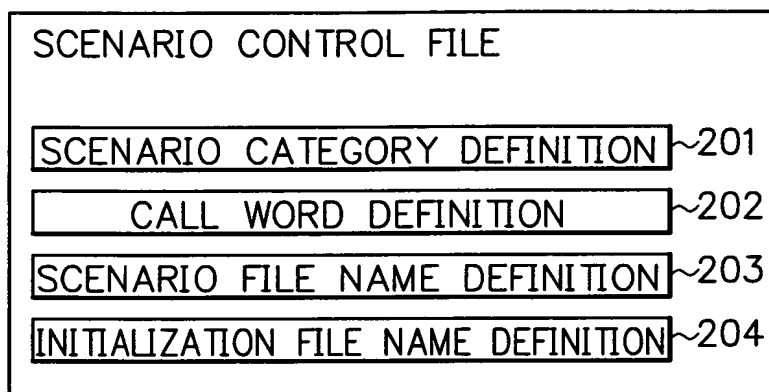 SCENARIO CONTROL FILE
SCENARIO CATEGORY DEFINITION ~201
CALL WORD DEFINITION ~202
SCENARIO FILE NAME DEFINITION ~203
INITIALIZATION FILE NAME DEFINITION ~204